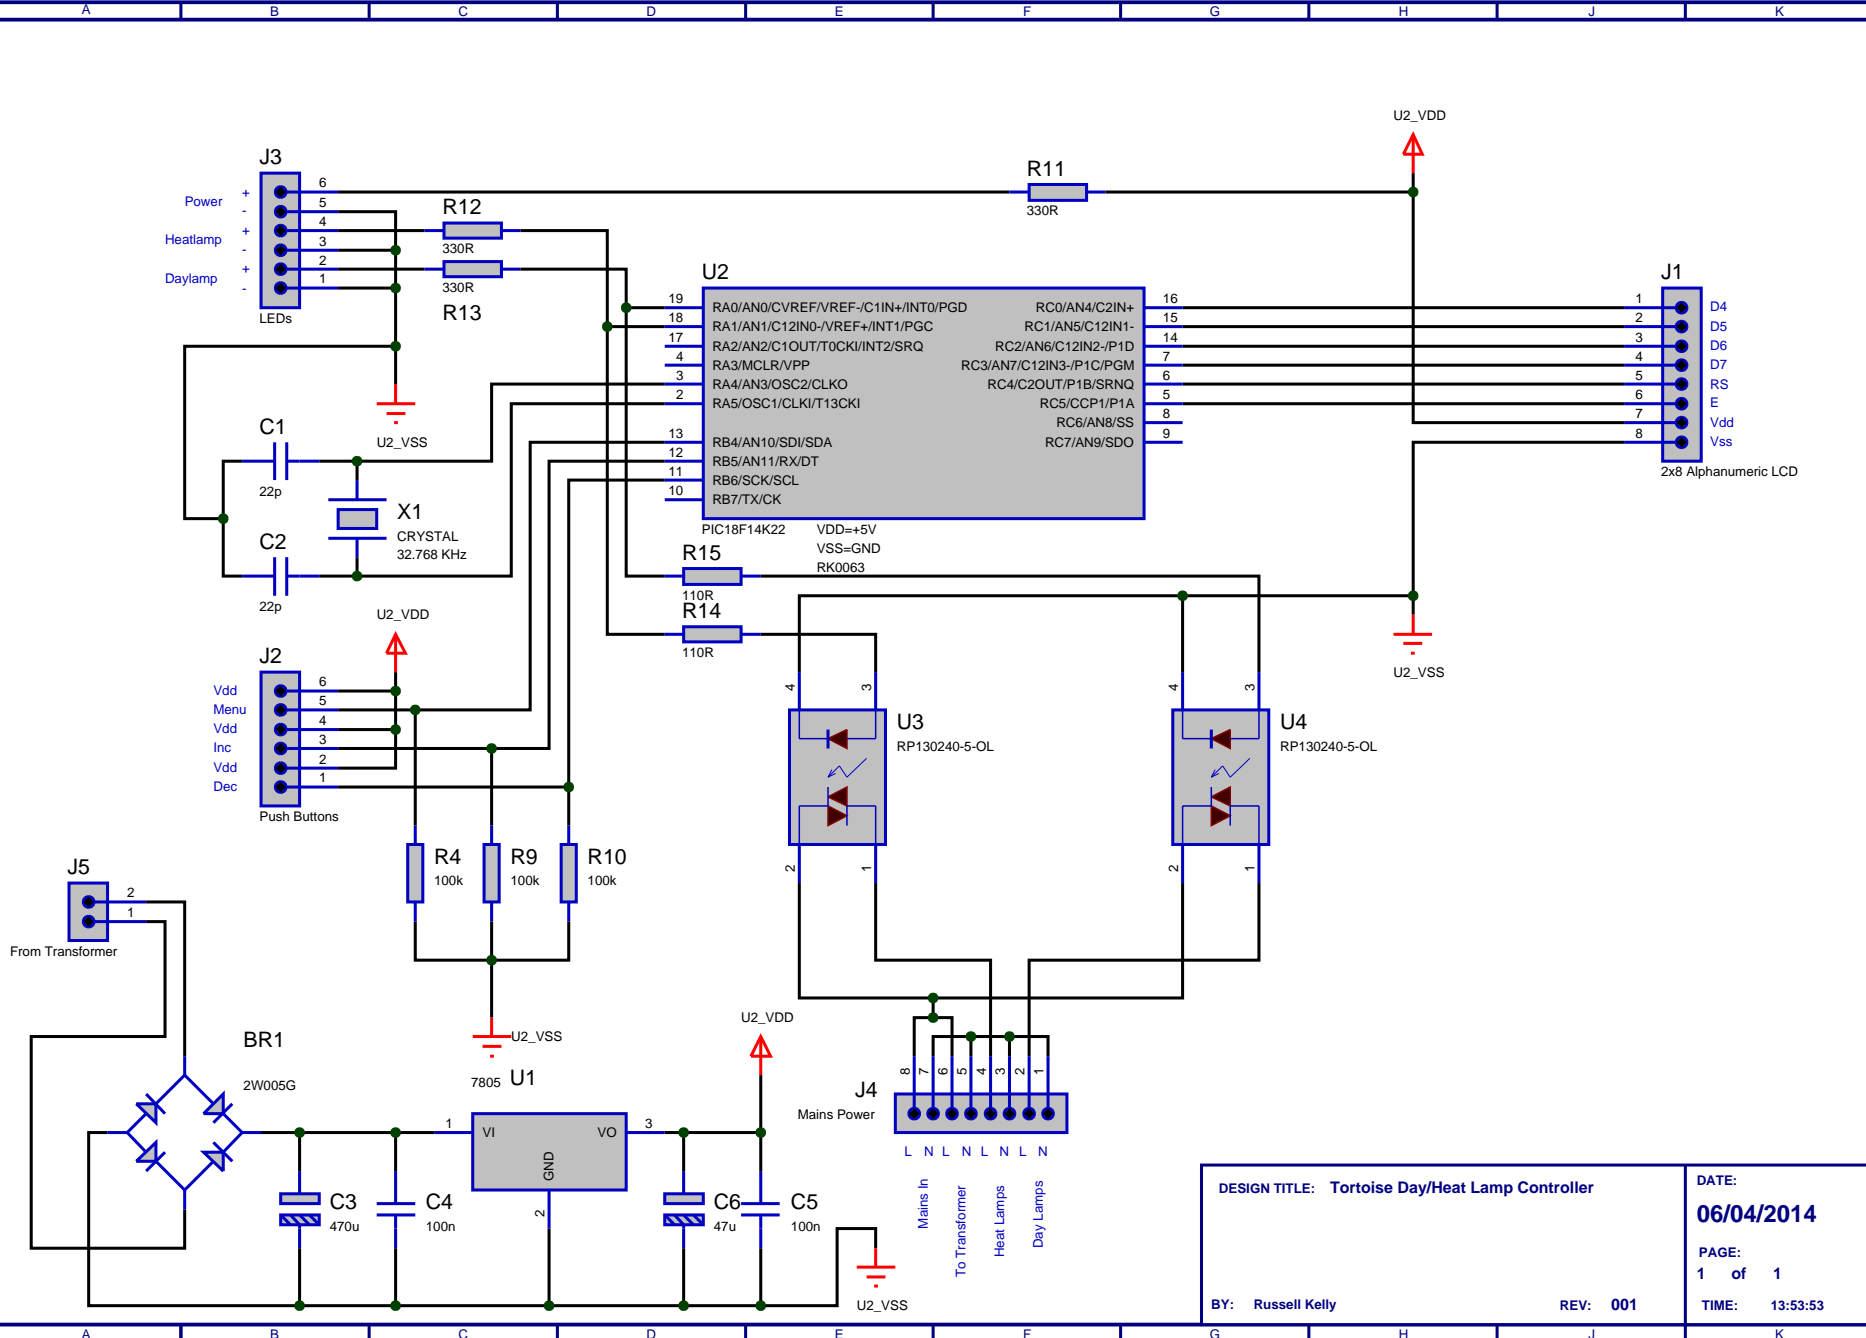 A B C D E F G H J K
U2_VDD
J3
Power + -
Heatlamp + -
Daylamp + -
6
5
4
3
2
1
LEDs
R12
330R
330R
R13
R11
330R
U2_VSS
U2
19 RA0/AN0/CVREF/VREF-/C1IN+/INT0/PGD
18 RA1/AN1/C12IN0-/VREF+/INT1/PGC
17 RA2/AN2/C1OUT/T0CKI/INT2/SRQ
4 RA3/MCLR/VPP
3 RA4/AN3/OSC2/CLKO
2 RA5/OSC1/CLKI/T13CKI
13 RB4/AN10/SDI/SDA
12 RB5/AN11/RX/DT
11 RB6/SCK/SCL
10 RB7/TX/CK
RC0/AN4/C2IN+ 16
RC1/AN5/C12IN1- 15
RC2/AN6/C12IN2-/P1D 14
RC3/AN7/C12IN3-/P1C/PGM 7
RC4/C2OUT/P1B/SRNQ 6
RC5/CCP1/P1A 5
RC6/AN8/SS 8
RC7/AN9/SDO 9
PIC18F14K22 VDD=+5V
VSS=GND
RK0063
J1
1 D4
2 D5
3 D6
4 D7
5 RS
6 E
7 Vdd
8 Vss
2x8 Alphanumeric LCD
C1
22p
C2
22p
X1
CRYSTAL
32.768 KHz
R15
110R
R14
110R
U2_VSS
U2_VDD
J2
Vdd 6
Menu 5
Vdd 4
Inc 3
Vdd 2
Dec 1
Push Buttons
4 3
U3
RP130240-5-OL
2 1
4 3
U4
RP130240-5-OL
2 1
R4
100k
R9
100k
R10
100k
U2_VSS
J5
2
1
From Transformer
BR1
2W005G
7805 U1
1 VI
VO 3
GND
2
U2_VDD
C3
470u
C4
100n
C6
47u
C5
100n
U2_VSS
J4
Mains Power
8 7 6 5 4 3 2 1
L N L N L N L N
Mains In
To Transformer
Heat Lamps
Day Lamps
DESIGN TITLE: Tortoise Day/Heat Lamp Controller
BY: Russell Kelly
REV: 001
DATE:
06/04/2014
PAGE:
1 of 1
TIME: 13:53:53
A B C D E F G H J K